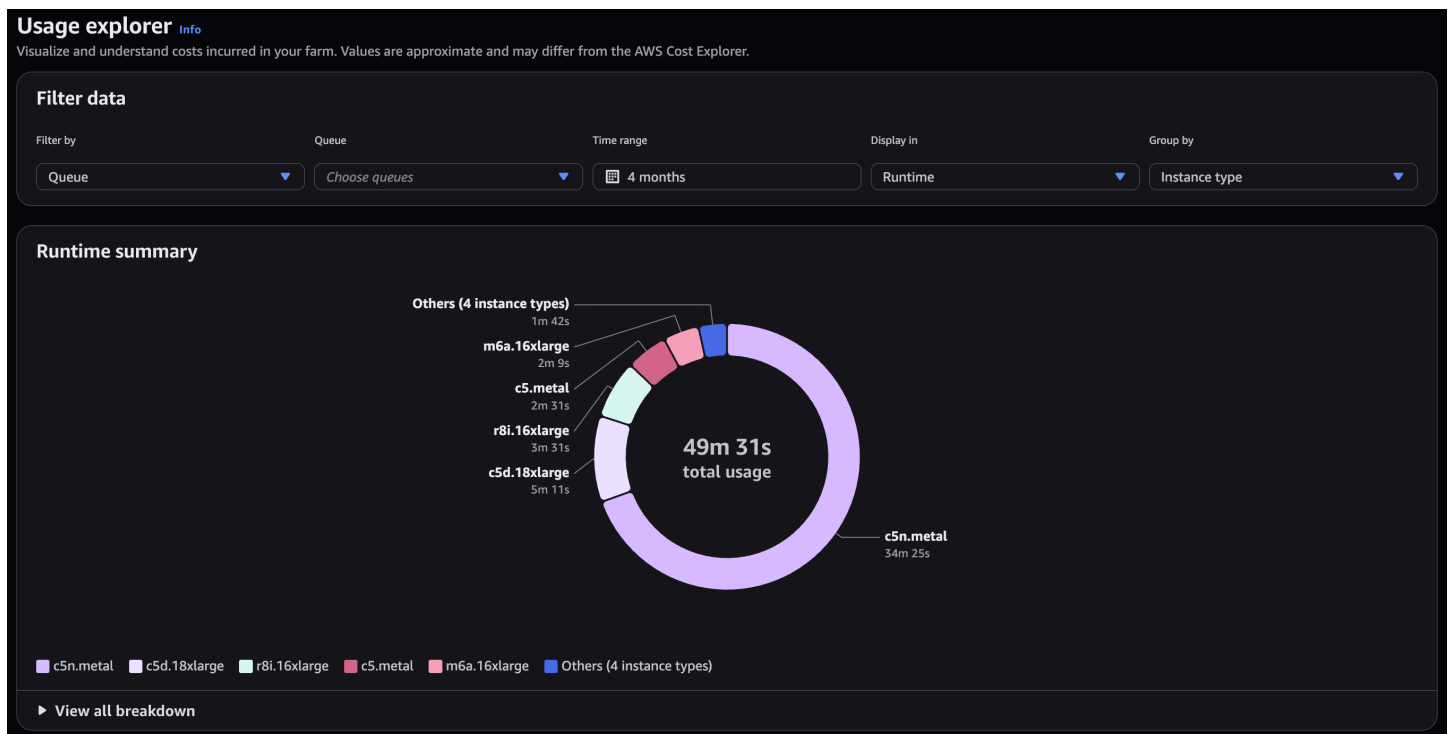 Usage explorer Info
Visualize and understand costs incurred in your farm. Values are approximate and may differ from the AWS Cost Explorer.
Filter data
Filter by Queue Time range Display in Group by
Queue Choose queues 4 months Runtime Instance type
Runtime summary
Others (4 instance types)
1m 42s
m6a.16xlarge
2m 9s
c5.metal
2m 31s
r8i.16xlarge
3m 31s
c5d.18xlarge
5m 11s
49m 31s
total usage
c5n.metal
34m 25s
c5n.metal c5d.18xlarge r8i.16xlarge c5.metal m6a.16xlarge Others (4 instance types)
View all breakdown